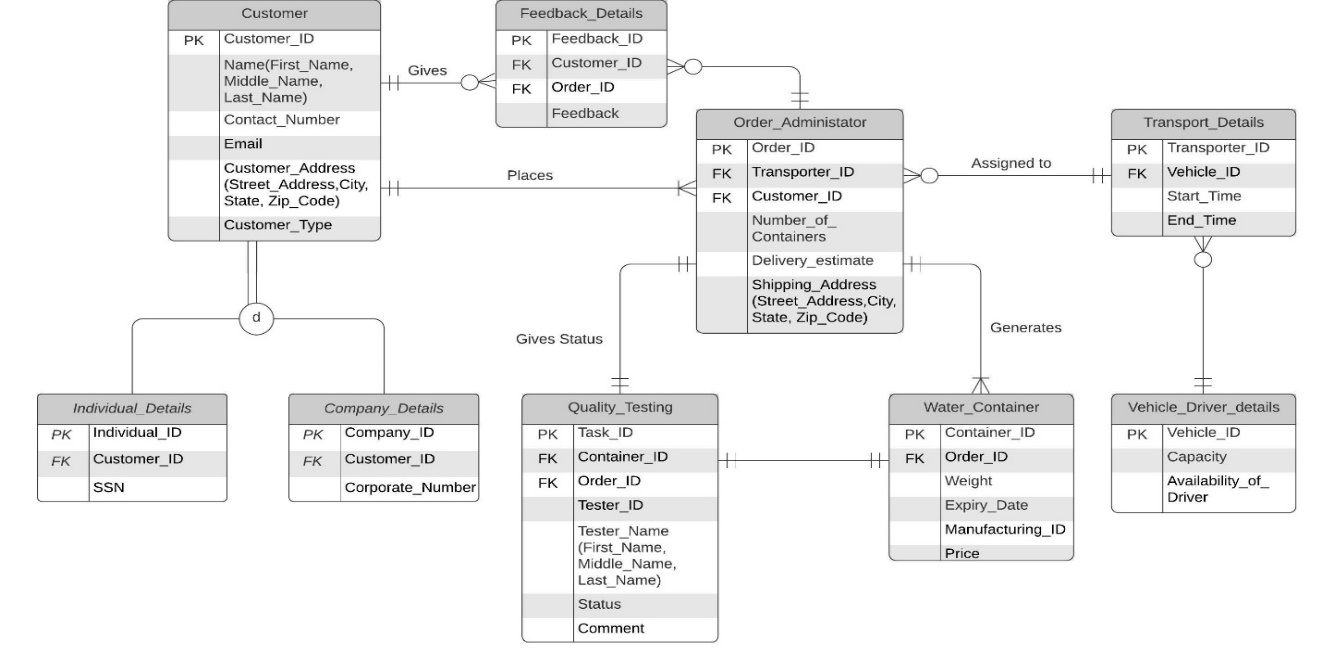 Customer
PK Customer_ID
Name(First_Name,
Middle_Name,
Last_Name)
Contact_Number
Email
Customer_Address
(Street_Address,City,
State, Zip_Code)
Customer_Type
Gives
Feedback_Details
PK Feedback_ID
FK Customer_ID
FK Order_ID
Feedback
Places
Order_Administator
PK Order_ID
FK Transporter_ID
FK Customer_ID
Number_of_
Containers
Delivery_estimate
Shipping_Address
(Street_Address,City,
State, Zip_Code)
Assigned to
Transport_Details
PK Transporter_ID
FK Vehicle_ID
Start_Time
End_Time
d
Gives Status
Generates
Individual_Details
PK Individual_ID
FK Customer_ID
SSN
Company_Details
PK Company_ID
FK Customer_ID
Corporate_Number
Quality_Testing
PK Task_ID
FK Container_ID
FK Order_ID
Tester_ID
Tester_Name
(First_Name,
Middle_Name,
Last_Name)
Status
Comment
Water_Container
PK Container_ID
FK Order_ID
Weight
Expiry_Date
Manufacturing_ID
Price
Vehicle_Driver_details
PK Vehicle_ID
Capacity
Availability_of_
Driver